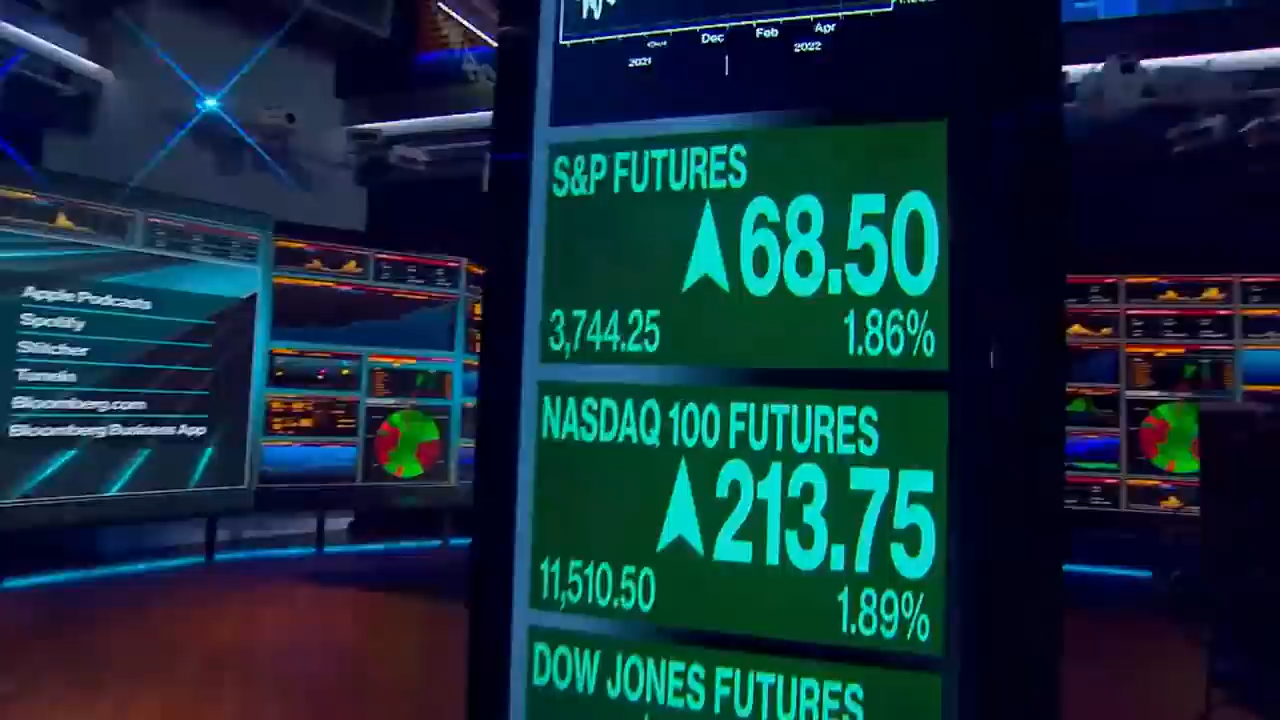 Dec
Feb
Apr
2021
2022
S&P FUTURES
68.50
3,744.25
1.86%
NASDAQ 100 FUTURES
213.75
11,510.50
1.89%
DOW JONES FUTURES
Apple Podcasts
Spotify
Stitcher
TuneIn
Bloomberg.com
Bloomberg Business App